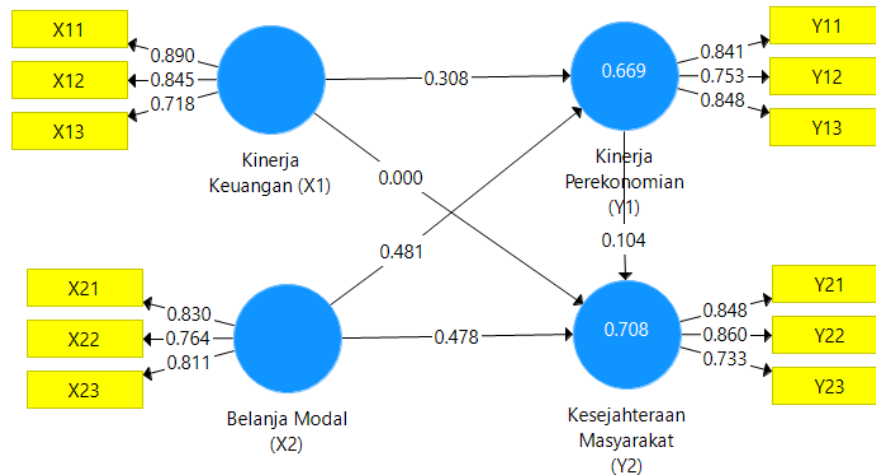 X11
X12
X13
0.890
0.845
0.718
Kinerja
Keuangan (X1)
0.308
0.669
Kinerja
Perekonomian
(Y1)
0.841
0.753
0.848
Y11
Y12
Y13
0.000
0.481
0.104
X21
X22
X23
0.830
0.764
0.811
Belanja Modal
(X2)
0.478
0.708
Kesejahteraan
Masyarakat
(Y2)
0.848
0.860
0.733
Y21
Y22
Y23